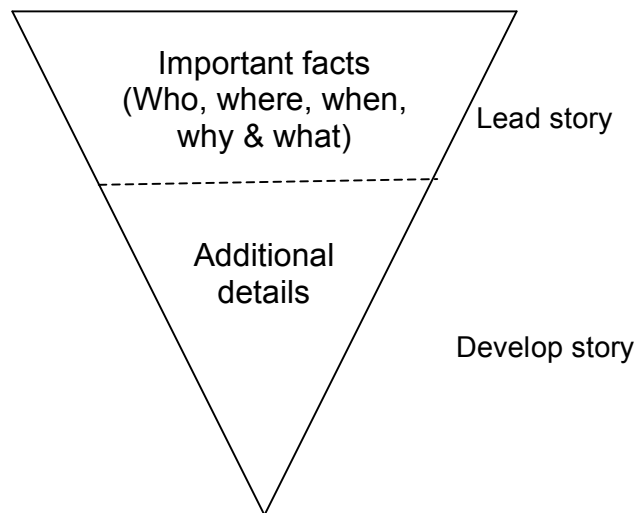 Important facts
(Who, where, when,
why & what)
Lead story
Additional
details
Develop story